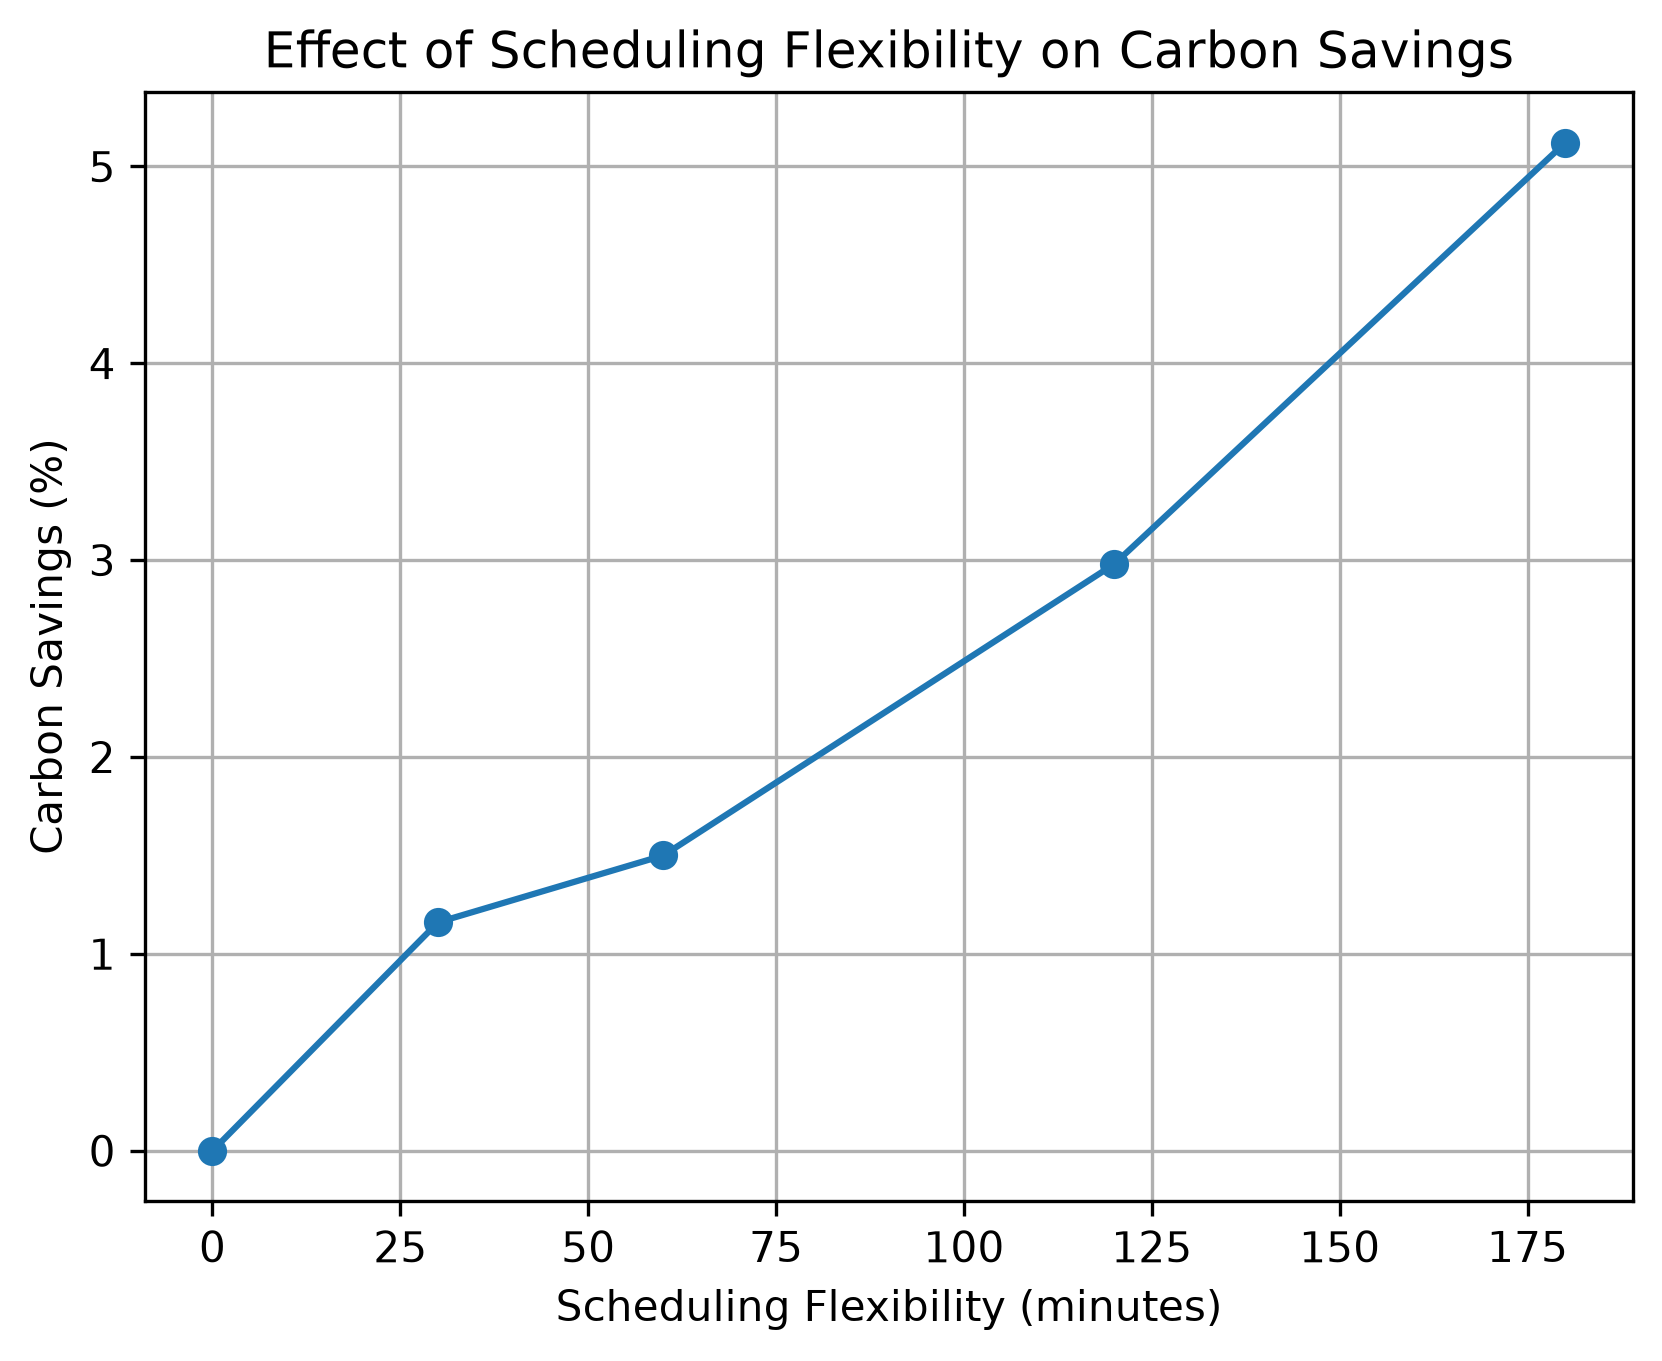 Effect of Scheduling Flexibility on Carbon Savings
Carbon Savings (%)
5
4
3
2
1
0
0 25 50 75 100 125 150 175
Scheduling Flexibility (minutes)